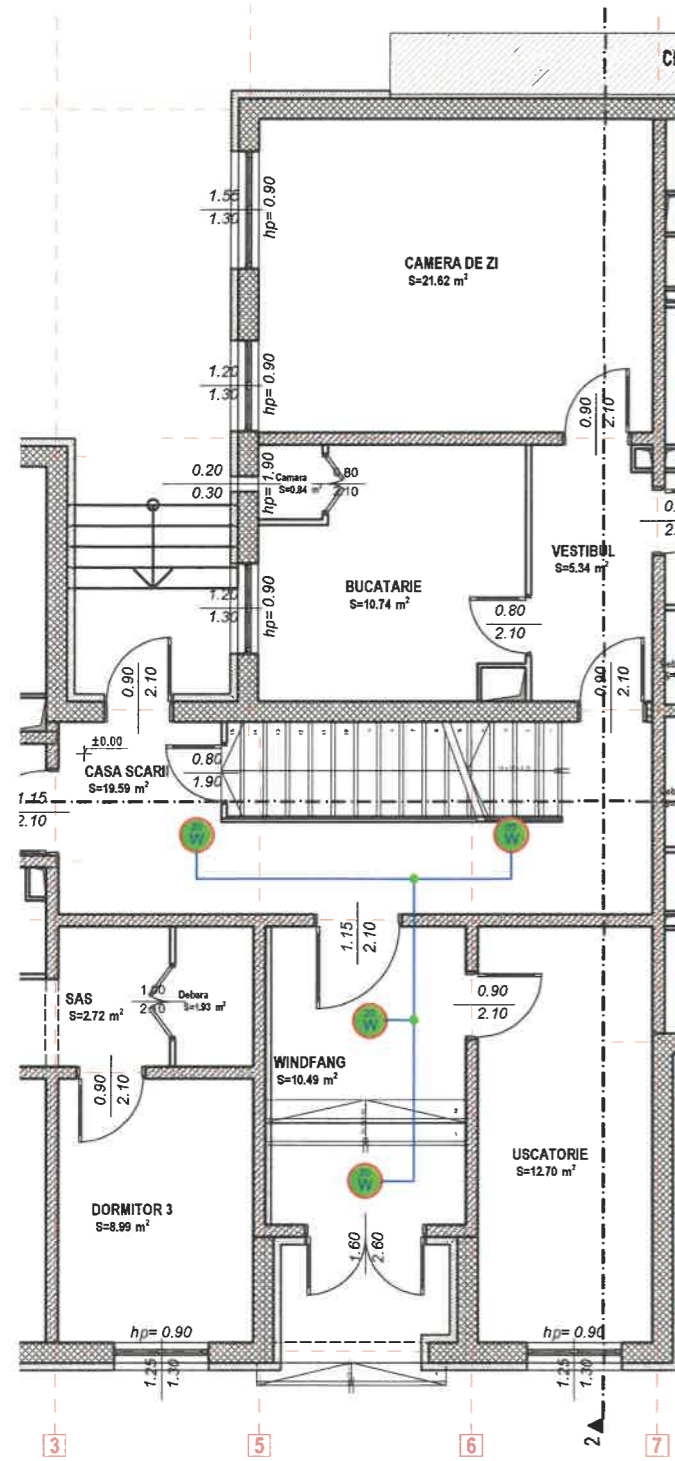 CAMERA DE ZI
S=21.62 m²
1.30
hp= 0.90
1.20
1.30
hp= 0.90
0.90
2.10
0.20
0.30
hp= 1.90
Camara
S=0.84 m²
0.80
2.10
VESTIBUL
S=5.34 m²
BUCATARIE
S=10.74 m²
1.20
1.30
hp= 0.90
0.80
2.10
0.90
2.10
0.90
2.10
±0.00
CASA SCARII
S=19.59 m²
0.80
1.90
1.15
2.10
W
W
1.15
2.10
SAS
S=2.72 m²
2.10
Debara
S=1.93 m²
W
0.90
2.10
WINDFANG
S=10.49 m²
0.90
2.10
USCATORIE
S=12.70 m²
W
DORMITOR 3
S=8.99 m²
1.60
2.60
hp= 0.90
1.25
1.30
hp= 0.90
1.25
1.30
2
3
5
6
7